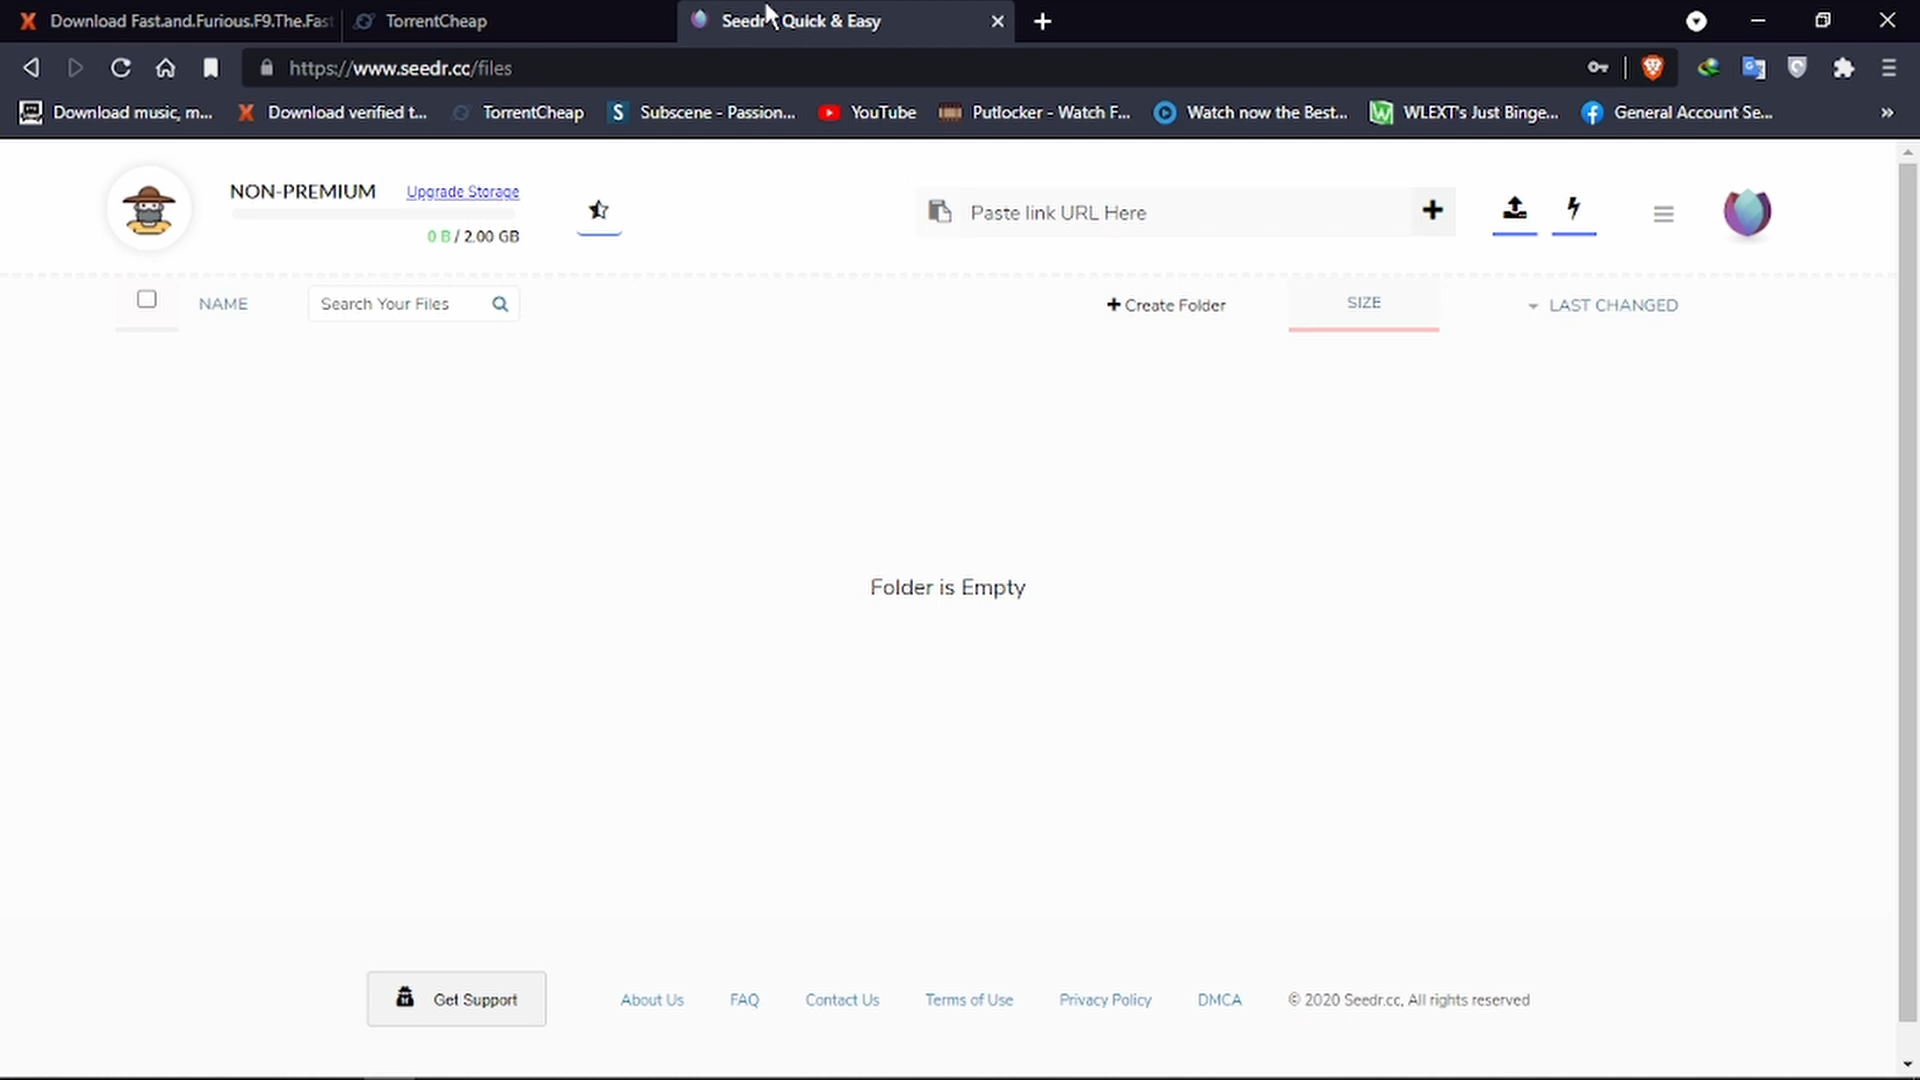 Download Fast.and.Furious.F9.The.Fast
TorrentCheap
Seedr Quick & Easy
https://www.seedr.cc/files
Download music, m...
Download verified t...
TorrentCheap
Subscene - Passion...
YouTube
Putlocker - Watch F...
Watch now the Best...
WLEXT's Just Binge...
General Account Se...
NON-PREMIUM
Upgrade Storage
0 B / 2.00 GB
Paste link URL Here
NAME
Search Your Files
Create Folder
SIZE
LAST CHANGED
Folder is Empty
Get Support
About Us
FAQ
Contact Us
Terms of Use
Privacy Policy
DMCA
© 2020 Seedr.cc, All rights reserved